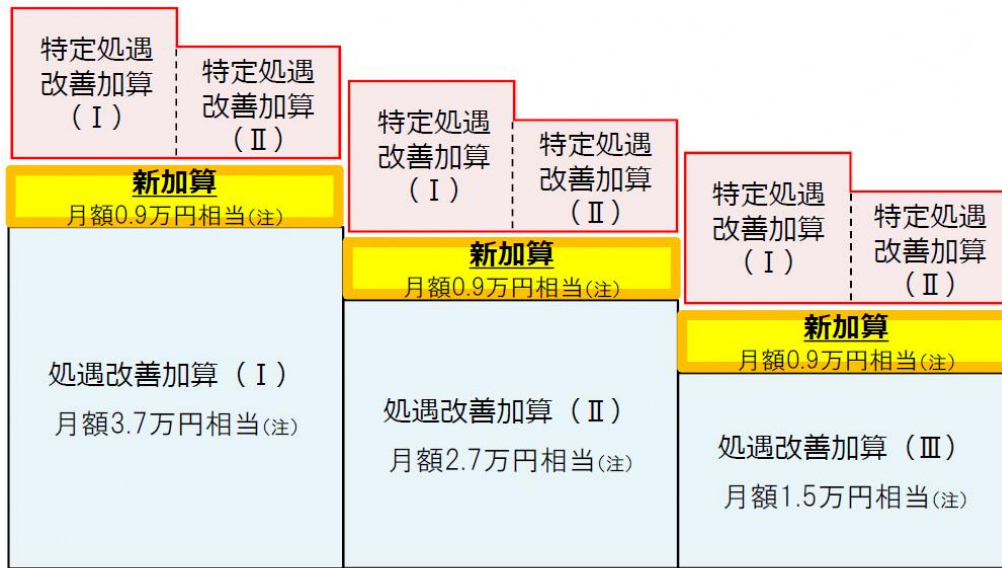 特定処遇
改善加算
(Ⅰ)
特定処遇
改善加算
(Ⅱ)
新加算
月額0.9万円相当(注)
処遇改善加算(Ⅰ)
月額3.7万円相当(注)
特定処遇
改善加算
(Ⅰ)
特定処遇
改善加算
(Ⅱ)
新加算
月額0.9万円相当(注)
処遇改善加算(Ⅱ)
月額2.7万円相当(注)
特定処遇
改善加算
(Ⅰ)
特定処遇
改善加算
(Ⅱ)
新加算
月額0.9万円相当(注)
処遇改善加算(Ⅲ)
月額1.5万円相当(注)